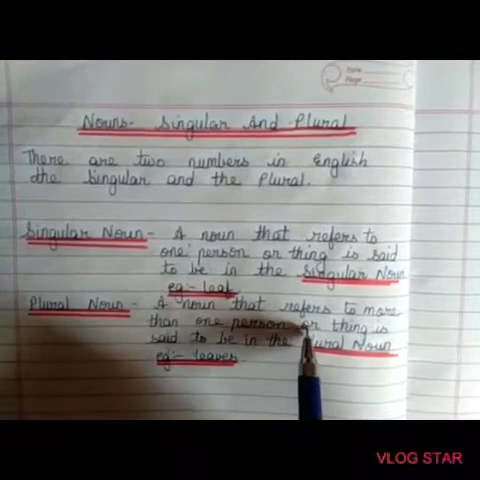 Date
Page
Nouns- Singular And Plural
There are two numbers in English
the Singular and the Plural.
Singular Noun- A noun that refers to
one person or thing is said
to be in the Singular Noun
eg- leaf
Plural Noun- A noun that refers to more
than one person or thing is
said to be in the Plural Noun
eg:- leaves
VLOG STAR